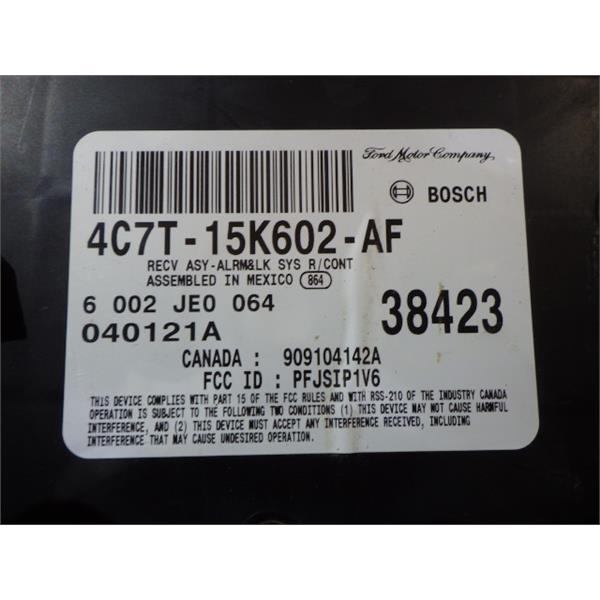 Ford Motor Company
BOSCH
4C7T-15K602-AF
RECV ASY-ALRM&LK SYS R/CONT
ASSEMBLED IN MEXICO 864
6 002 JE0 064
38423
040121A
CANADA : 909104142A
FCC ID : PFJSIP1V6
THIS DEVICE COMPLIES WITH PART 15 OF THE FCC RULES AND WITH RSS-210 OF THE INDUSTRY CANADA
OPERATION IS SUBJECT TO THE FOLLOWING TWO CONDITIONS (1) THIS DEVICE MAY NOT CAUSE HARMFUL
INTERFERENCE, AND (2) THIS DEVICE MUST ACCEPT ANY INTERFERENCE RECEIVED, INCLUDING
INTERFERENCE THAT MAY CAUSE UNDESIRED OPERATION.